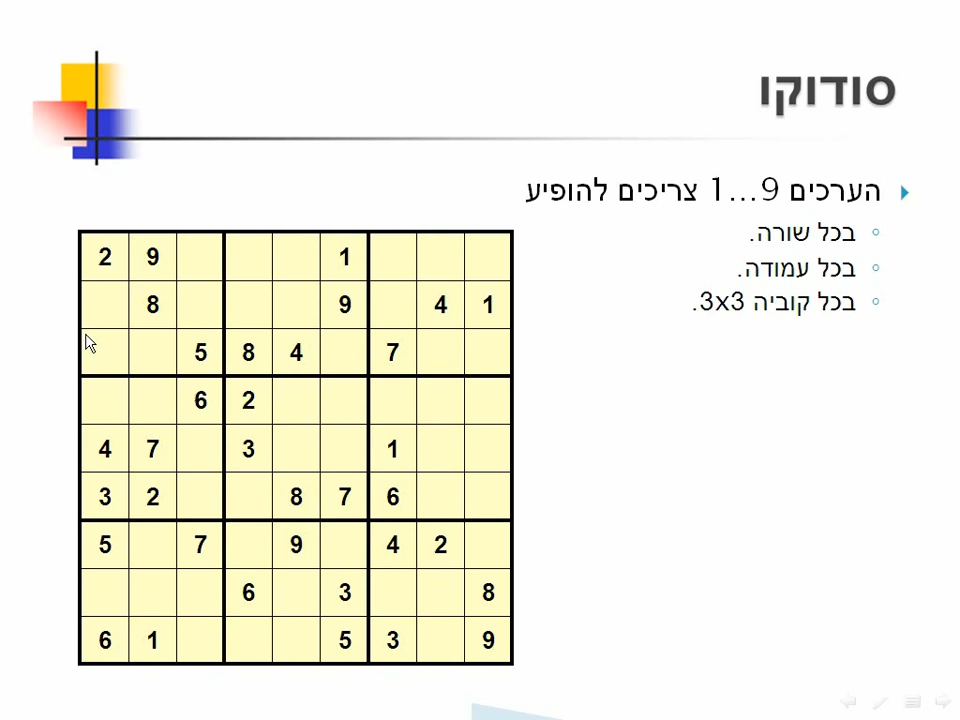 סודוקו
הערכים 1…9 צריכים להופיע
בכל שורה.
בכל עמודה.
בכל קוביה 3x3.
2 9 1
8 9 4 1
5 8 4 7
6 2
4 7 3 1
3 2 8 7 6
5 7 9 4 2
6 3 8
6 1 5 3 9